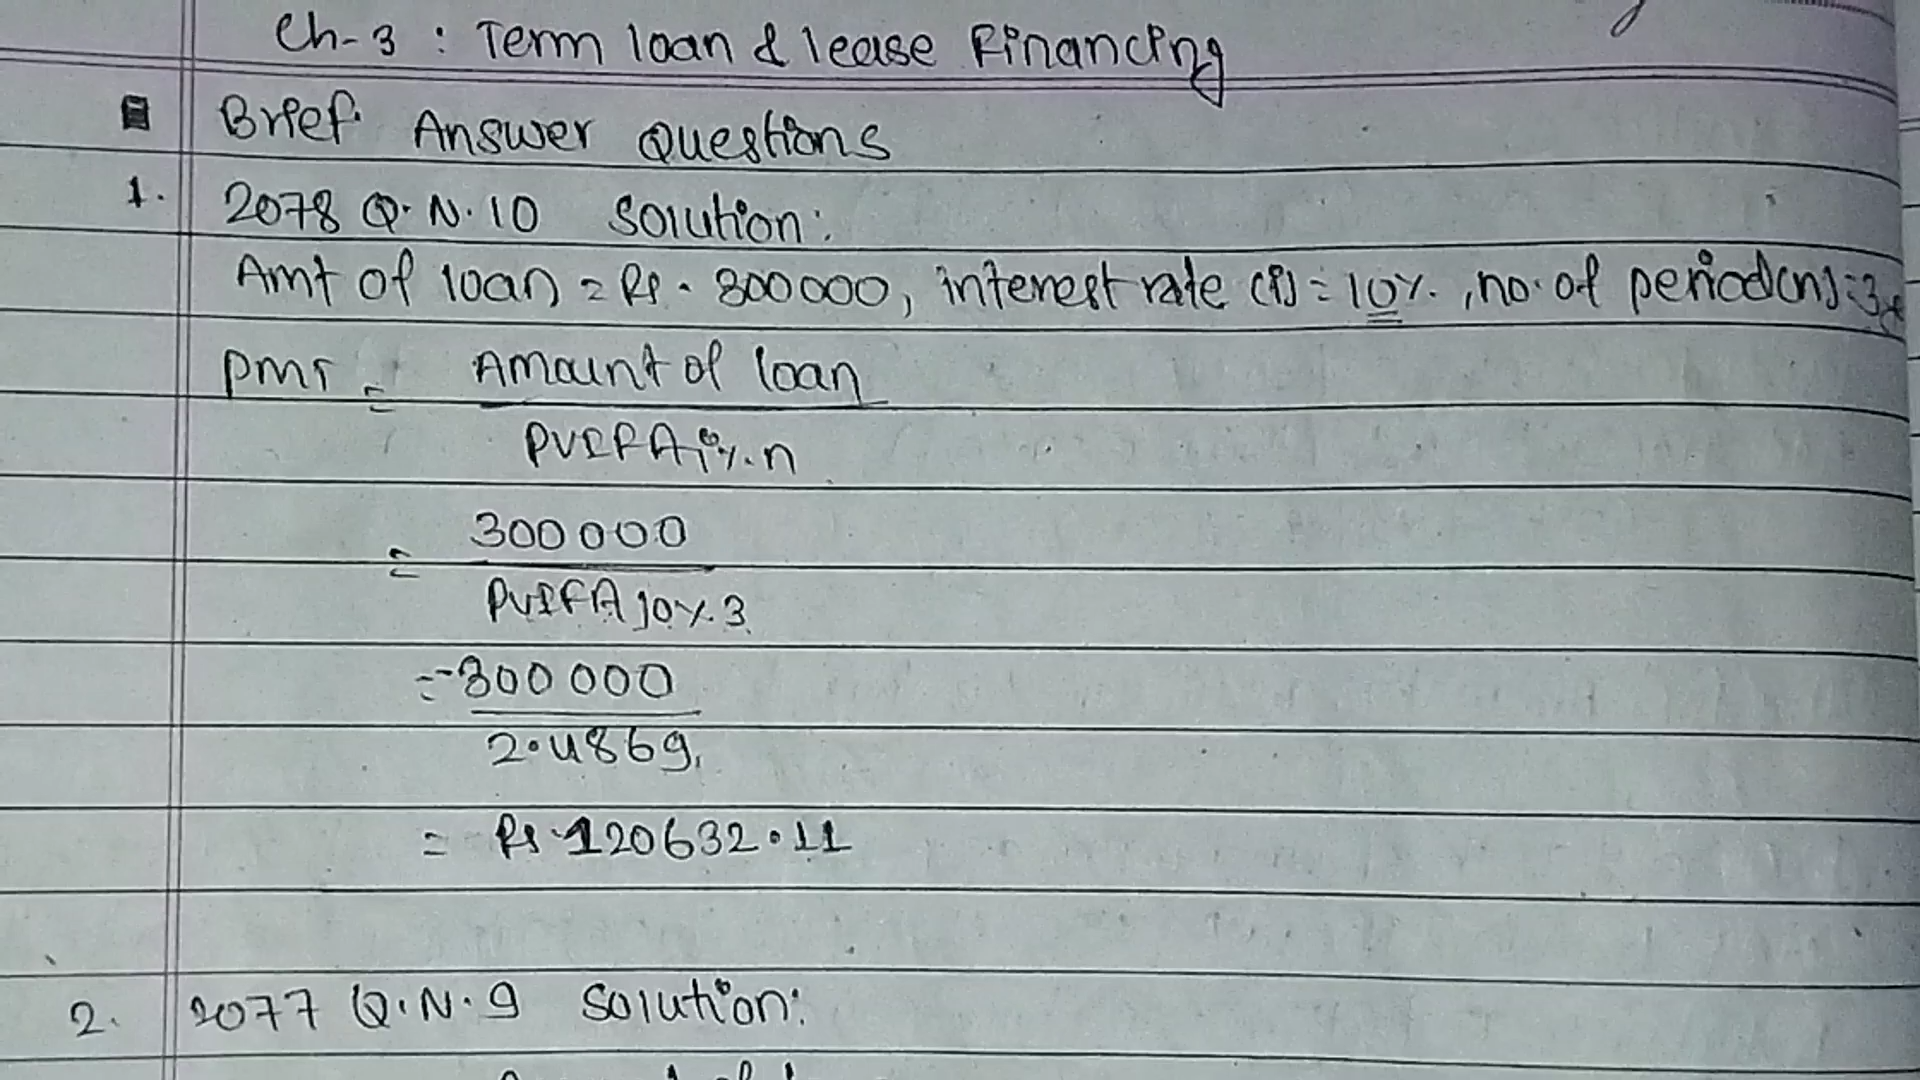 Ch-3 : Term loan & lease Financing
Brief Answer Questions
1. 2078 Q.N.10 Solution:
Amt of loan = Rs. 300000, interest rate (i) = 10%, no. of period(n) = 3
PMT = Amount of loan
PVIFA i%.n
= 300000
PVIFA 10%.3
= 300 000
2.4869
= Rs. 120632.11
2. 2077 Q.N.9 Solution: